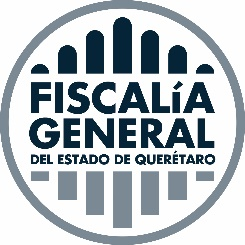 FISCALíA
GENERAL
DEL ESTADO DE QUERÉTARO